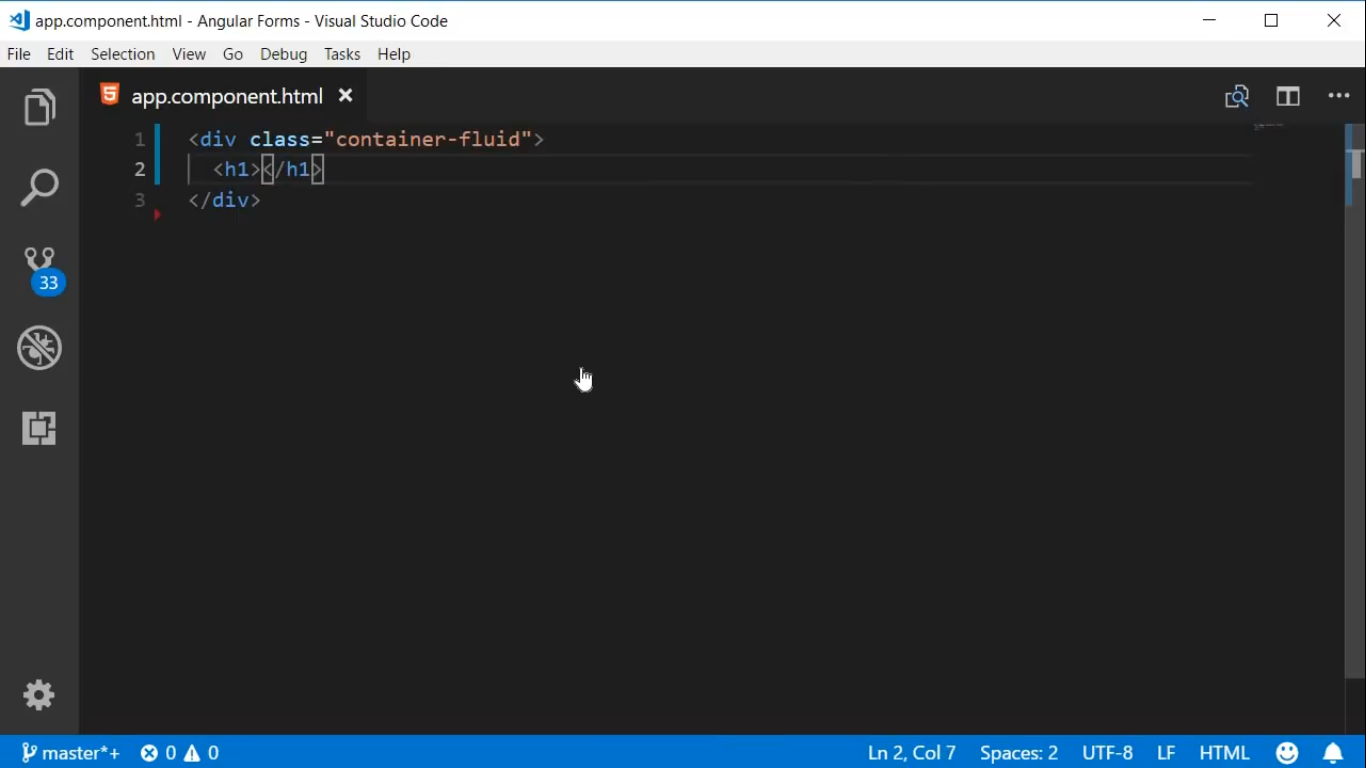 app.component.html - Angular Forms - Visual Studio Code
File Edit Selection View Go Debug Tasks Help
app.component.html
1 <div class="container-fluid">
2 <h1></h1>
3 </div>
33
master*+ 0 0 Ln 2, Col 7 Spaces: 2 UTF-8 LF HTML